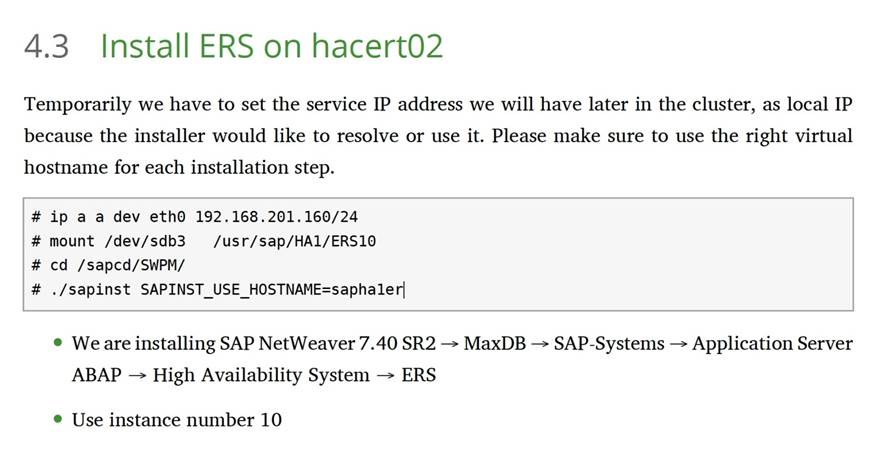 4.3 Install ERS on hacert02
Temporarily we have to set the service IP address we will have later in the cluster, as local IP
because the installer would like to resolve or use it. Please make sure to use the right virtual
hostname for each installation step.
# ip a a dev eth0 192.168.201.160/24
# mount /dev/sdb3   /usr/sap/HA1/ERS10
# cd /sapcd/SWPM/
# ./sapinst SAPINST_USE_HOSTNAME=sapha1er
• We are installing SAP NetWeaver 7.40 SR2 → MaxDB → SAP-Systems → Application Server
ABAP → High Availability System → ERS
• Use instance number 10